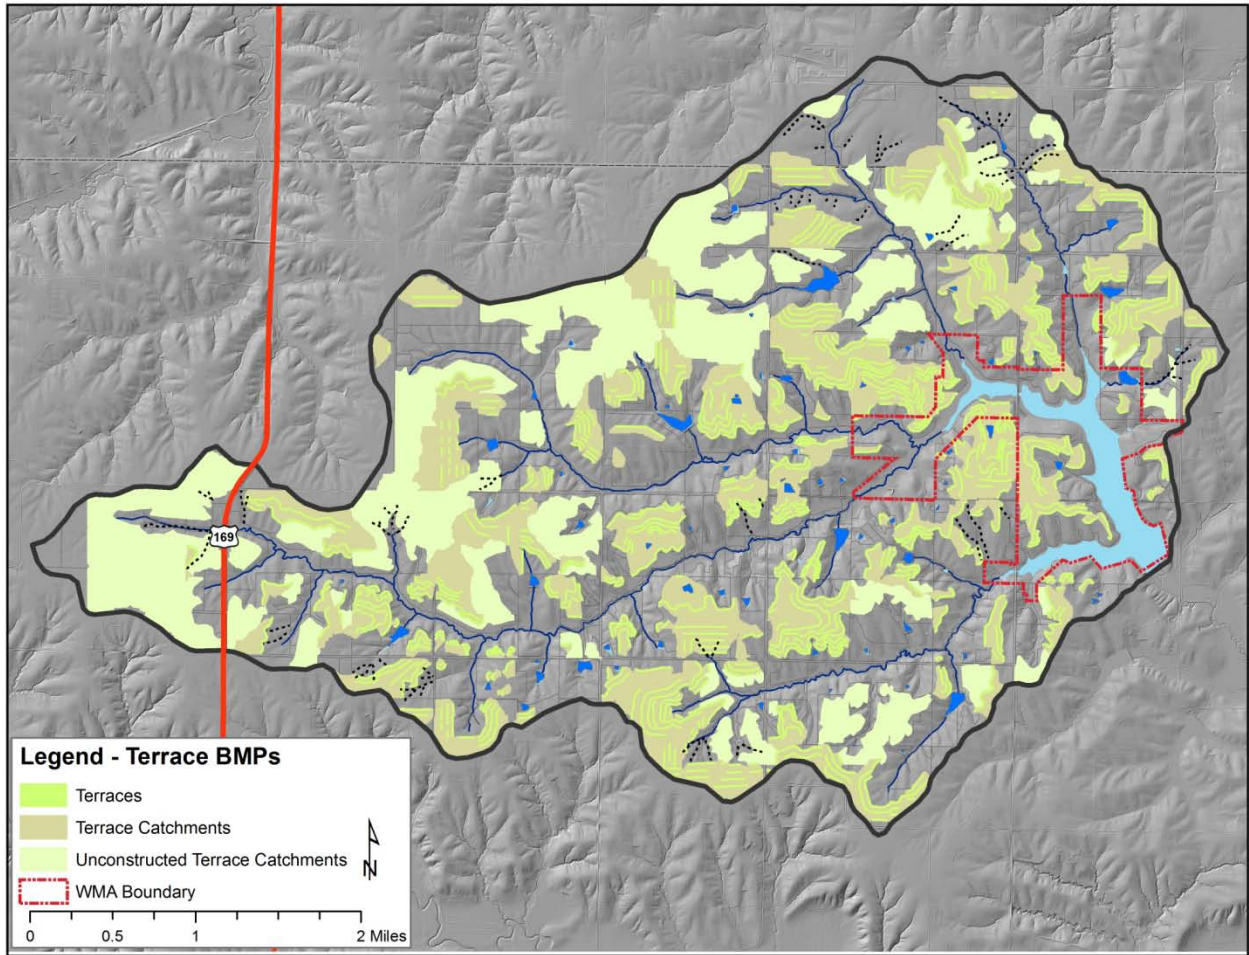 169
Legend - Terrace BMPs
Terraces
Terrace Catchments
Unconstructed Terrace Catchments
N
WMA Boundary
0 0.5 1 2 Miles